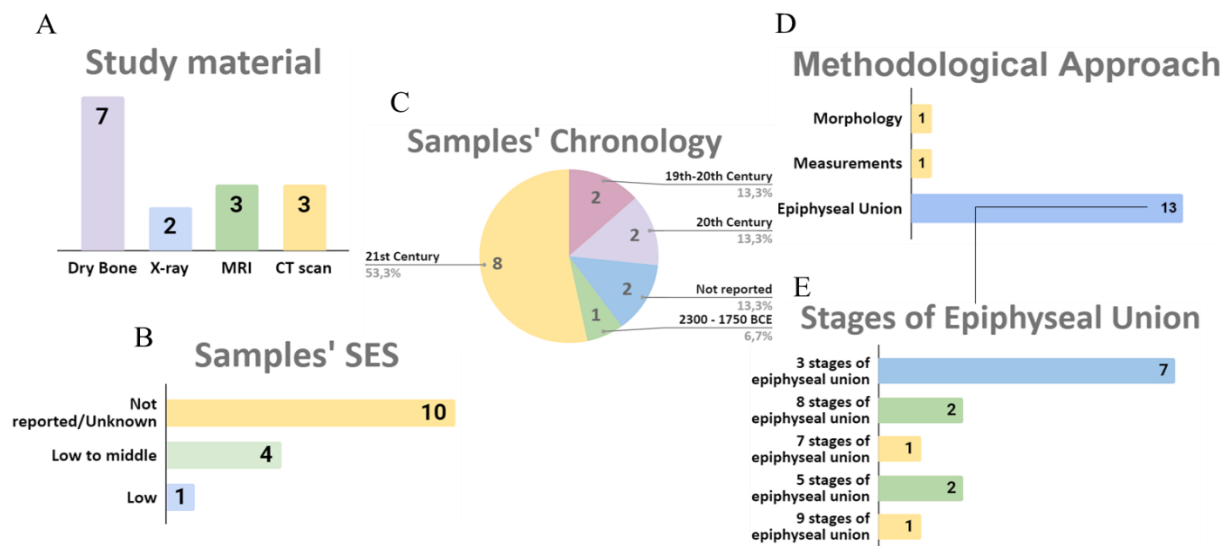 A
Study material
7
2
3
3
Dry Bone
X-ray
MRI
CT scan
B
Samples' SES
Not
reported/Unknown
10
Low to middle
4
Low
1
C
Samples' Chronology
19th-20th Century
13,3%
2
20th Century
13,3%
2
Not reported
13,3%
2
2300 - 1750 BCE
6,7%
1
21st Century
53,3%
8
D
Methodological Approach
Morphology
1
Measurements
1
Epiphyseal Union
13
E
Stages of Epiphyseal Union
3 stages of
epiphyseal union
7
8 stages of
epiphyseal union
2
7 stages of
epiphyseal union
1
5 stages of
epiphyseal union
2
9 stages of
epiphyseal union
1